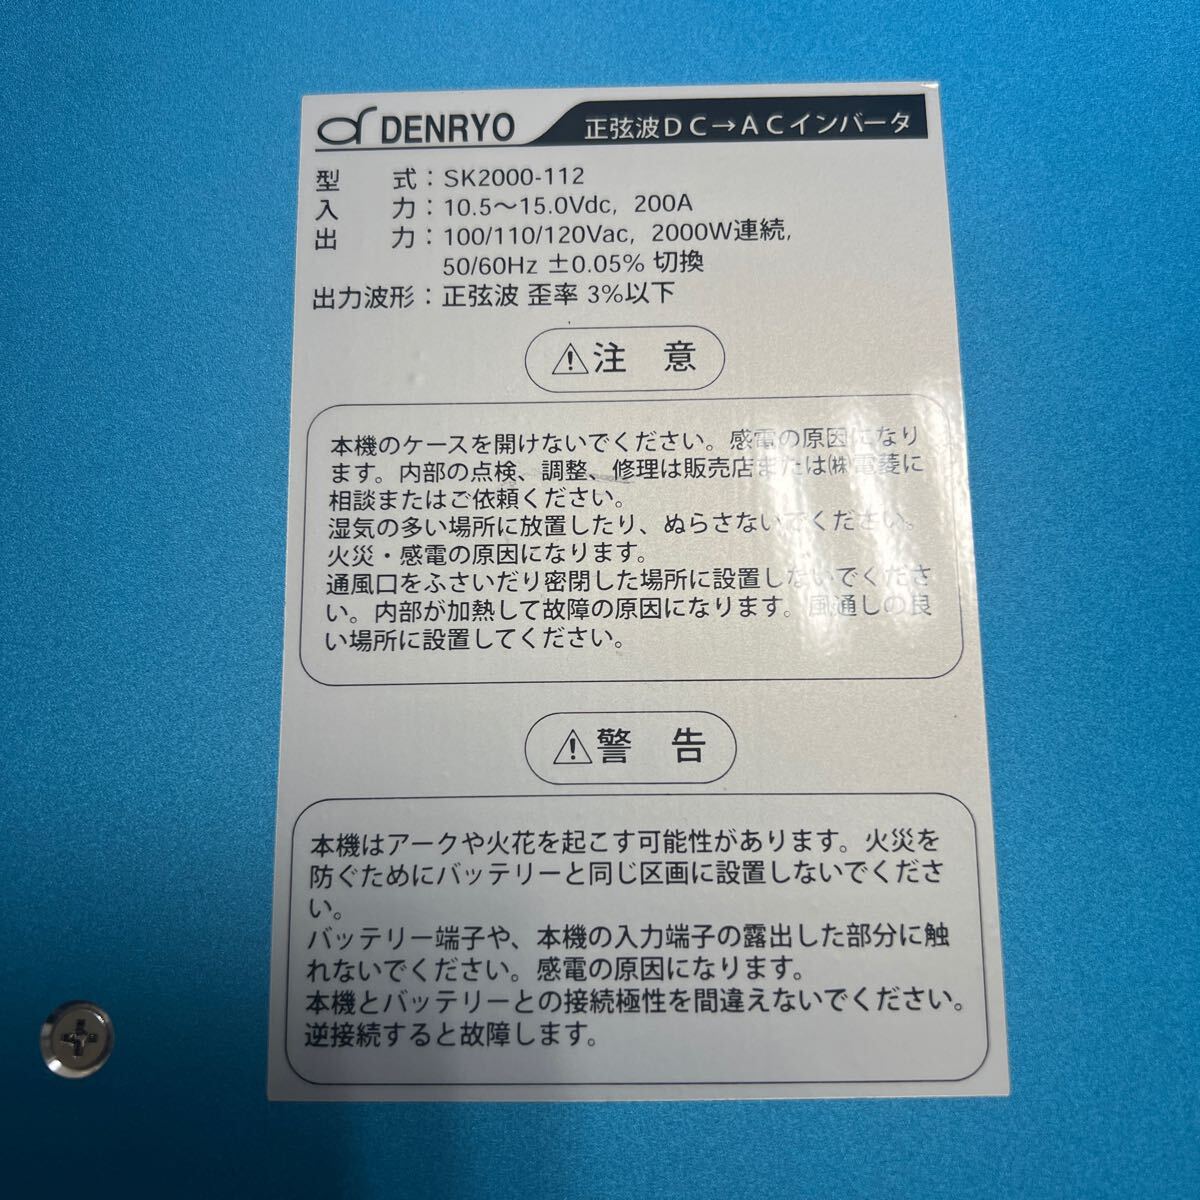 DENRYO 正弦波DC→ACインバータ
型　式：SK2000-112
入　力：10.5～15.0Vdc, 200A
出　力：100/110/120Vac, 2000W連続,
50/60Hz ±0.05% 切換
出力波形：正弦波 歪率 3%以下
⚠注　意
本機のケースを開けないでください。感電の原因になり
ます。内部の点検、調整、修理は販売店または㈱電菱に
相談またはご依頼ください。
湿気の多い場所に放置したり、ぬらさないでください。
火災・感電の原因になります。
通風口をふさいだり密閉した場所に設置しないでくださ
い。内部が加熱して故障の原因になります。風通しの良
い場所に設置してください。
⚠警　告
本機はアークや火花を起こす可能性があります。火災を
防ぐためにバッテリーと同じ区画に設置しないでくださ
い。
バッテリー端子や、本機の入力端子の露出した部分に触
れないでください。感電の原因になります。
本機とバッテリーとの接続極性を間違えないでください。
逆接続すると故障します。